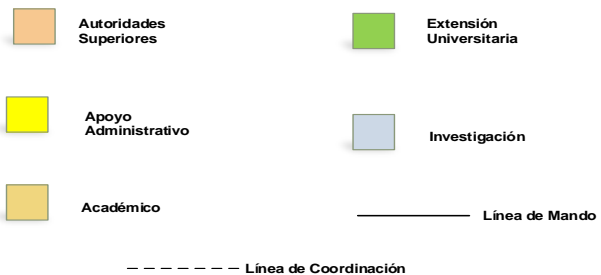 Autoridades
Superiores
Extensión
Universitaria
Apoyo
Administrativo
Investigación
Académico
Línea de Mando
Línea de Coordinación